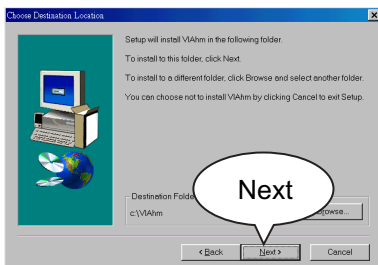 Choose Destination Location
Setup will install VIAhm in the following folder.
To install to this folder, click Next.
To install to a different folder, click Browse and select another folder.
You can choose not to install VIAhm by clicking Cancel to exit Setup.
Destination Folde
c:\VIAhm
Next
rowse...
< Back
Next >
Cancel